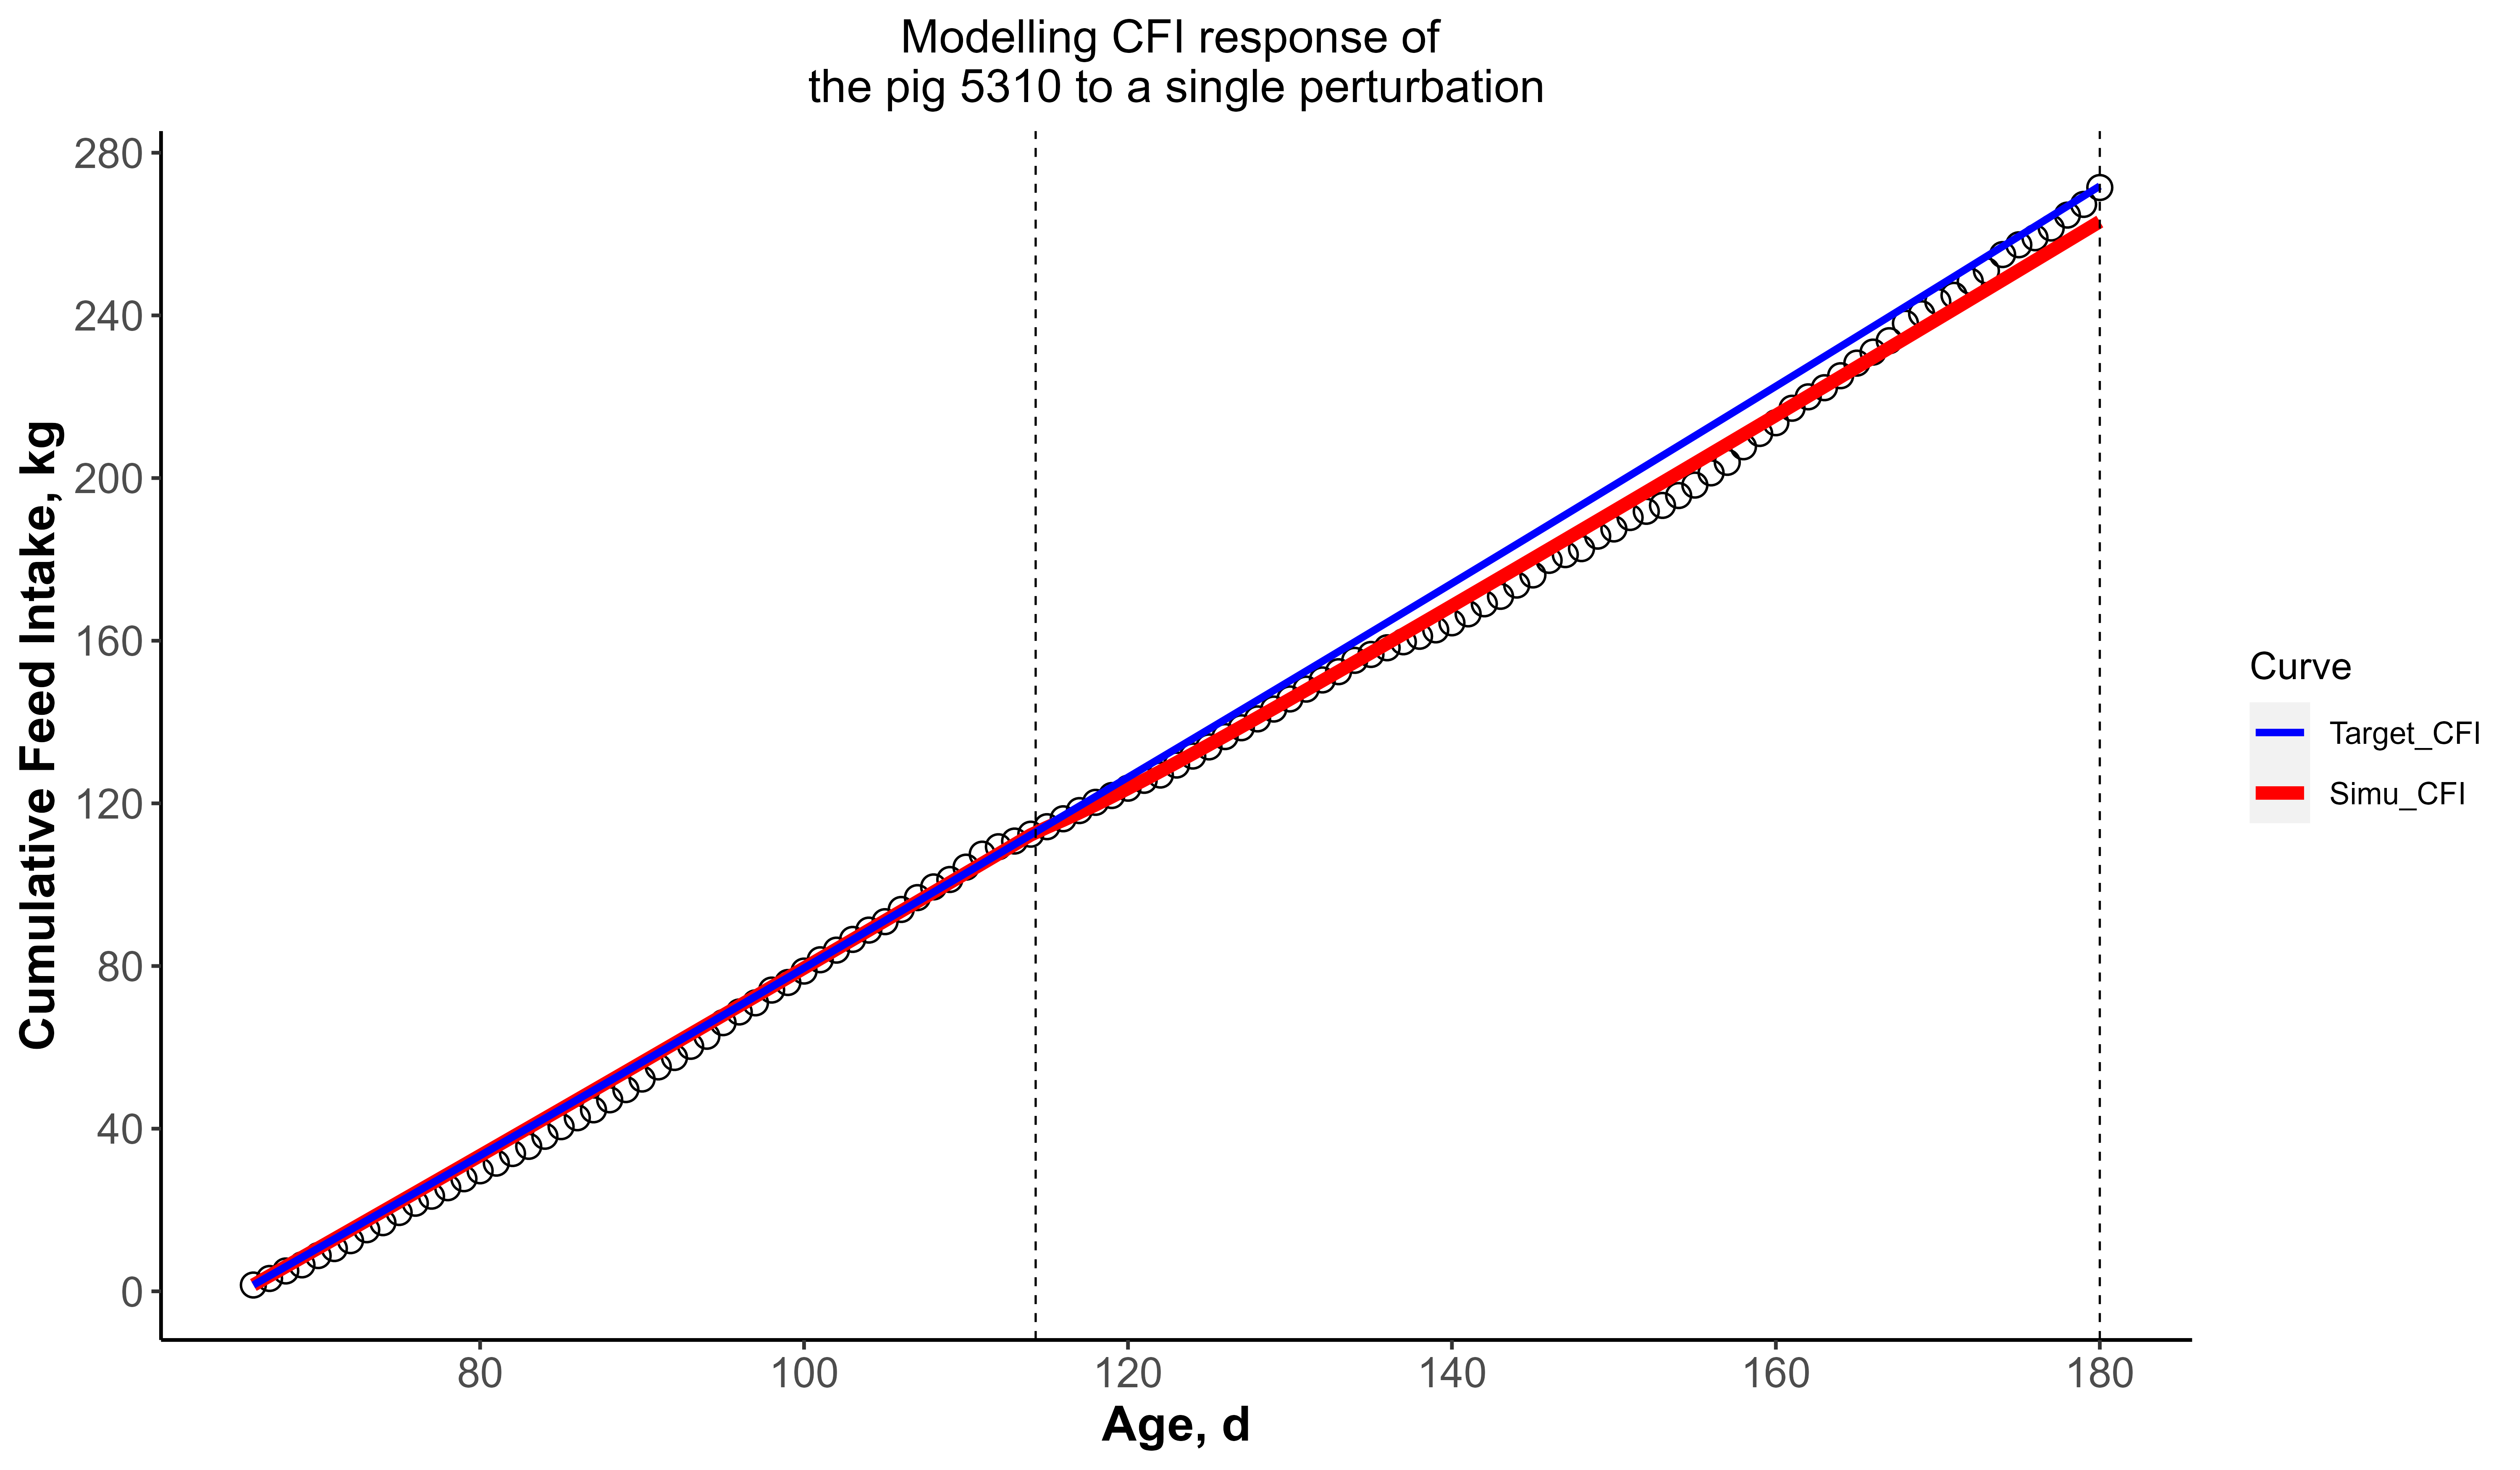 Modelling CFI response of
the pig 5310 to a single perturbation
280
240
200
160
120
80
40
0
Cumulative Feed Intake, kg
80
100
120
140
160
180
Age, d
Curve
Target_CFI
Simu_CFI